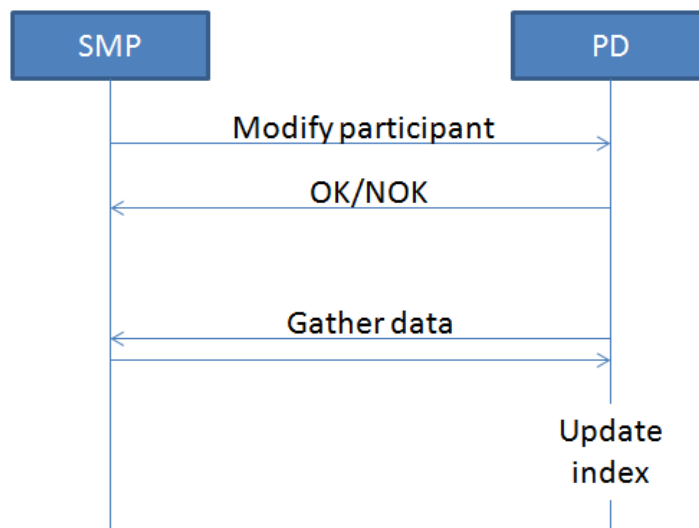 SMP
PD
Modify participant
OK/NOK
Gather data
Update
index